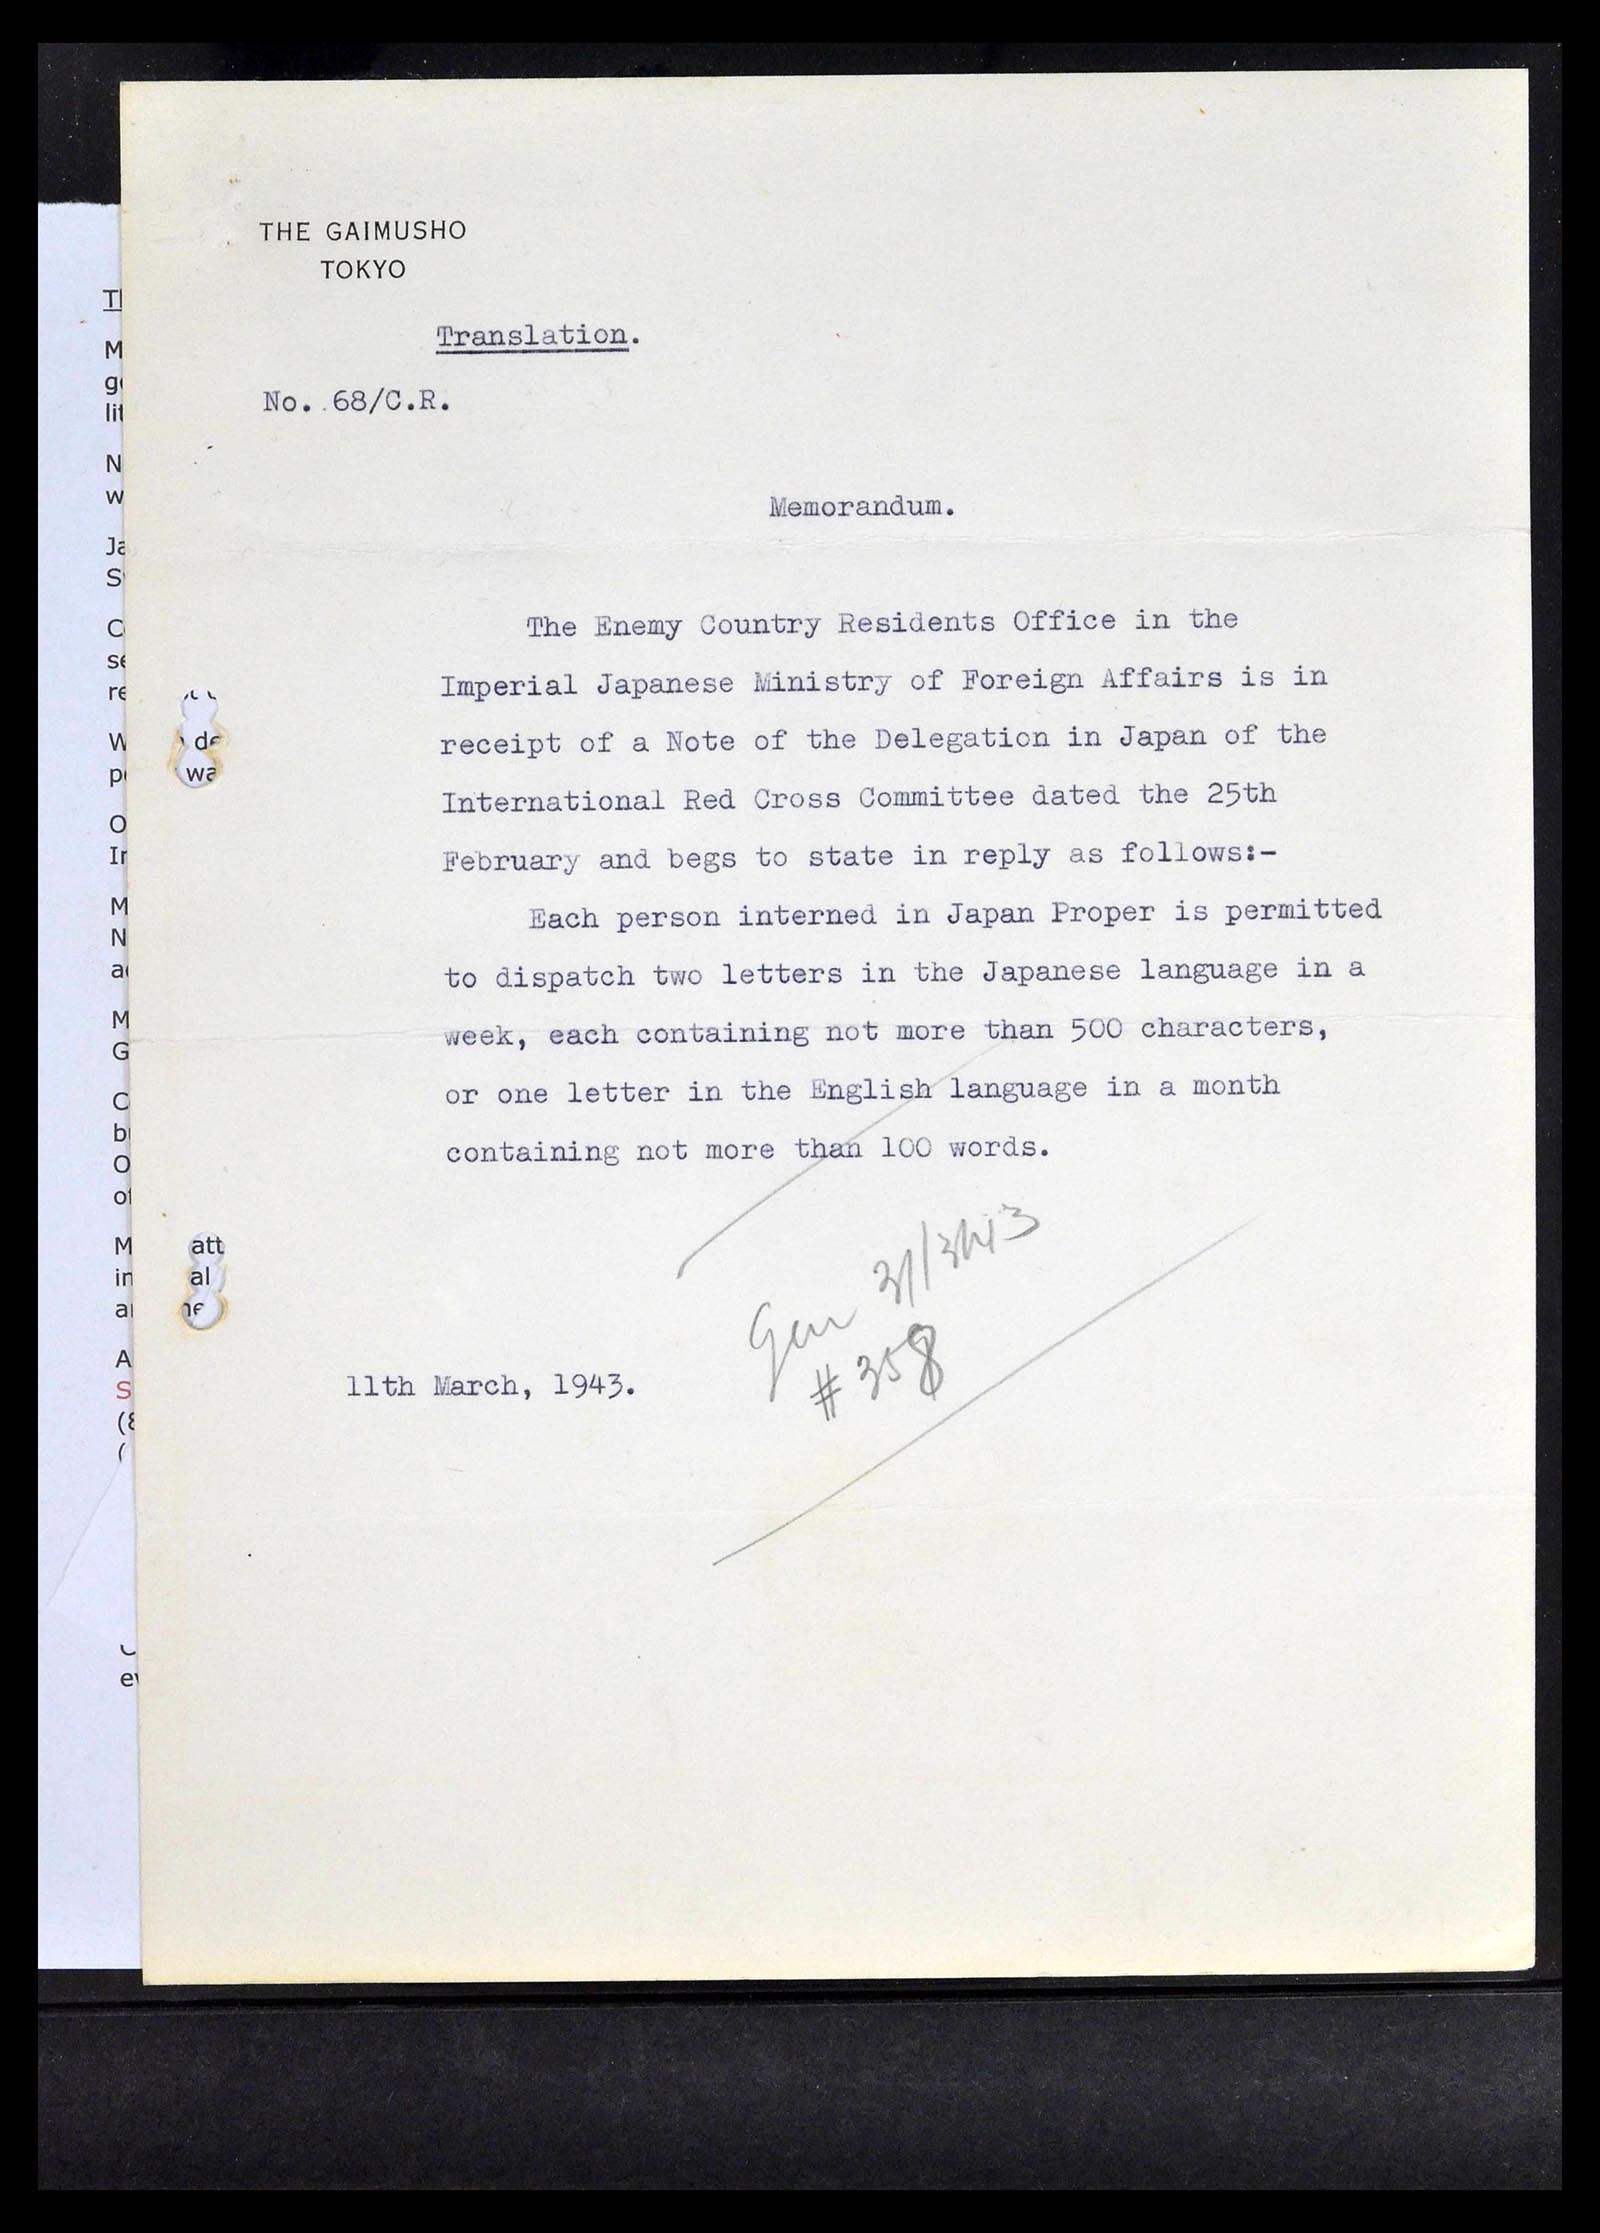 THE GAIMUSHO
TOKYO
Translation.
No. 68/C.R.
Memorandum.
The Enemy Country Residents Office in the
Imperial Japanese Ministry of Foreign Affairs is in
receipt of a Note of the Delegation in Japan of the
International Red Cross Committee dated the 25th
February and begs to state in reply as follows:-
Each person interned in Japan Proper is permitted
to dispatch two letters in the Japanese language in a
week, each containing not more than 500 characters,
or one letter in the English language in a month
containing not more than 100 words.
Gen
# 358
11th March, 1943.